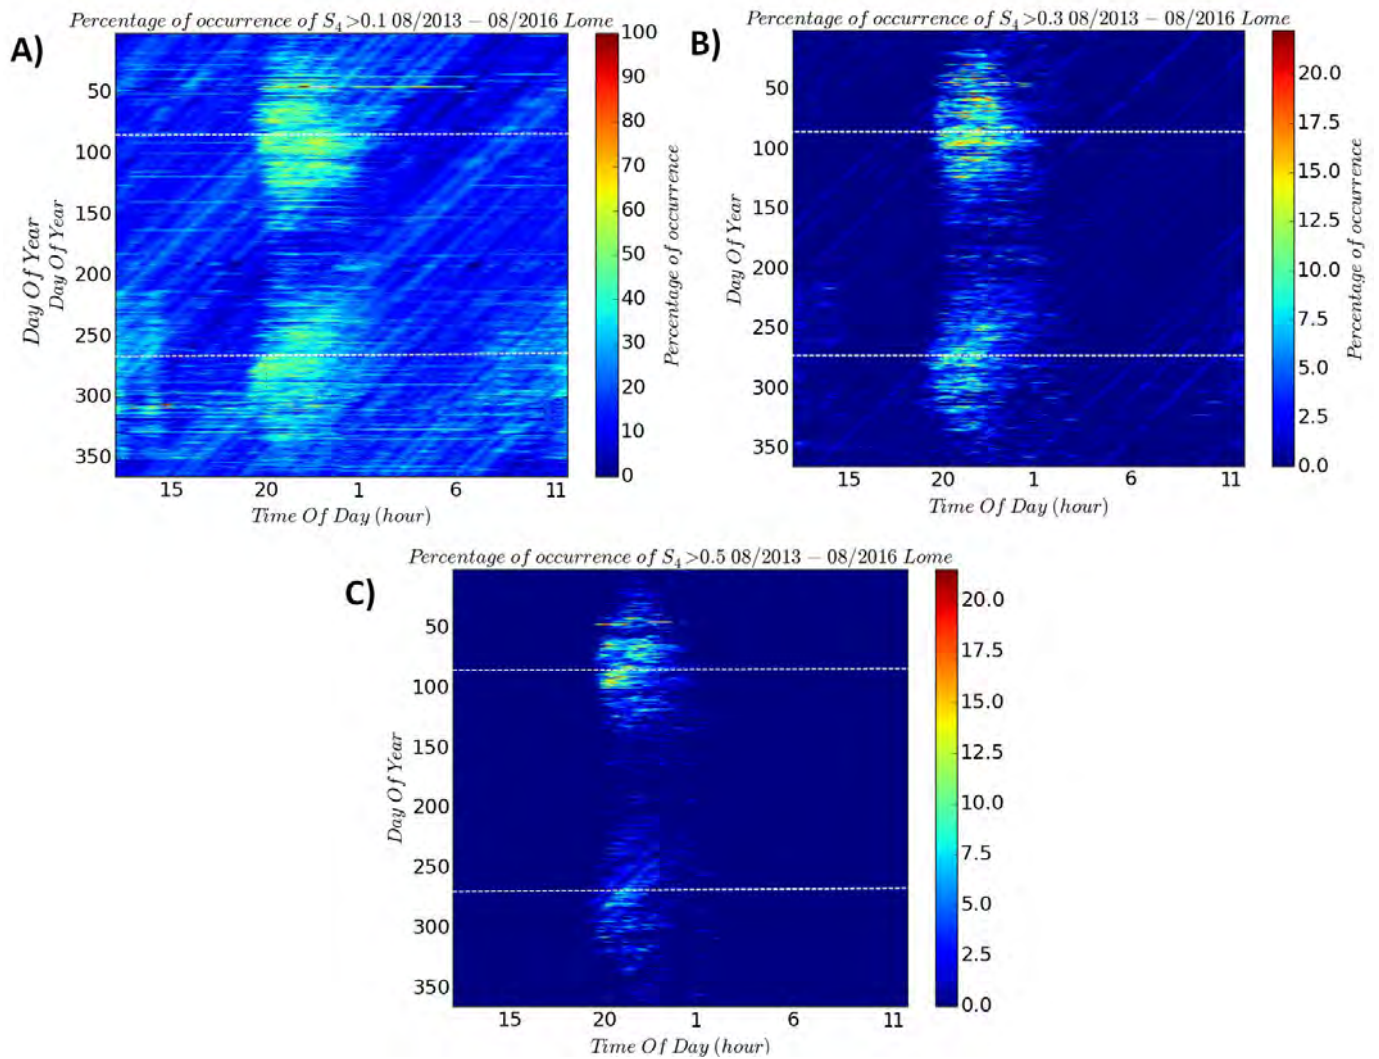 A)
Percentage of occurrence of S₄>0.1 08/2013 − 08/2016 Lome
50
100
150
200
250
300
350
Day Of Year
Day Of Year
15 20 1 6 11
Time Of Day (hour)
100
90
80
70
60
50
40
30
20
10
0
Percentage of occurrence
B)
Percentage of occurrence of S₄>0.3 08/2013 − 08/2016 Lome
50
100
150
200
250
300
350
Day Of Year
15 20 1 6 11
Time Of Day (hour)
20.0
17.5
15.0
12.5
10.0
7.5
5.0
2.5
0.0
Percentage of occurrence
C)
Percentage of occurrence of S₄>0.5 08/2013 − 08/2016 Lome
50
100
150
200
250
300
350
Day Of Year
15 20 1 6 11
Time Of Day (hour)
20.0
17.5
15.0
12.5
10.0
7.5
5.0
2.5
0.0